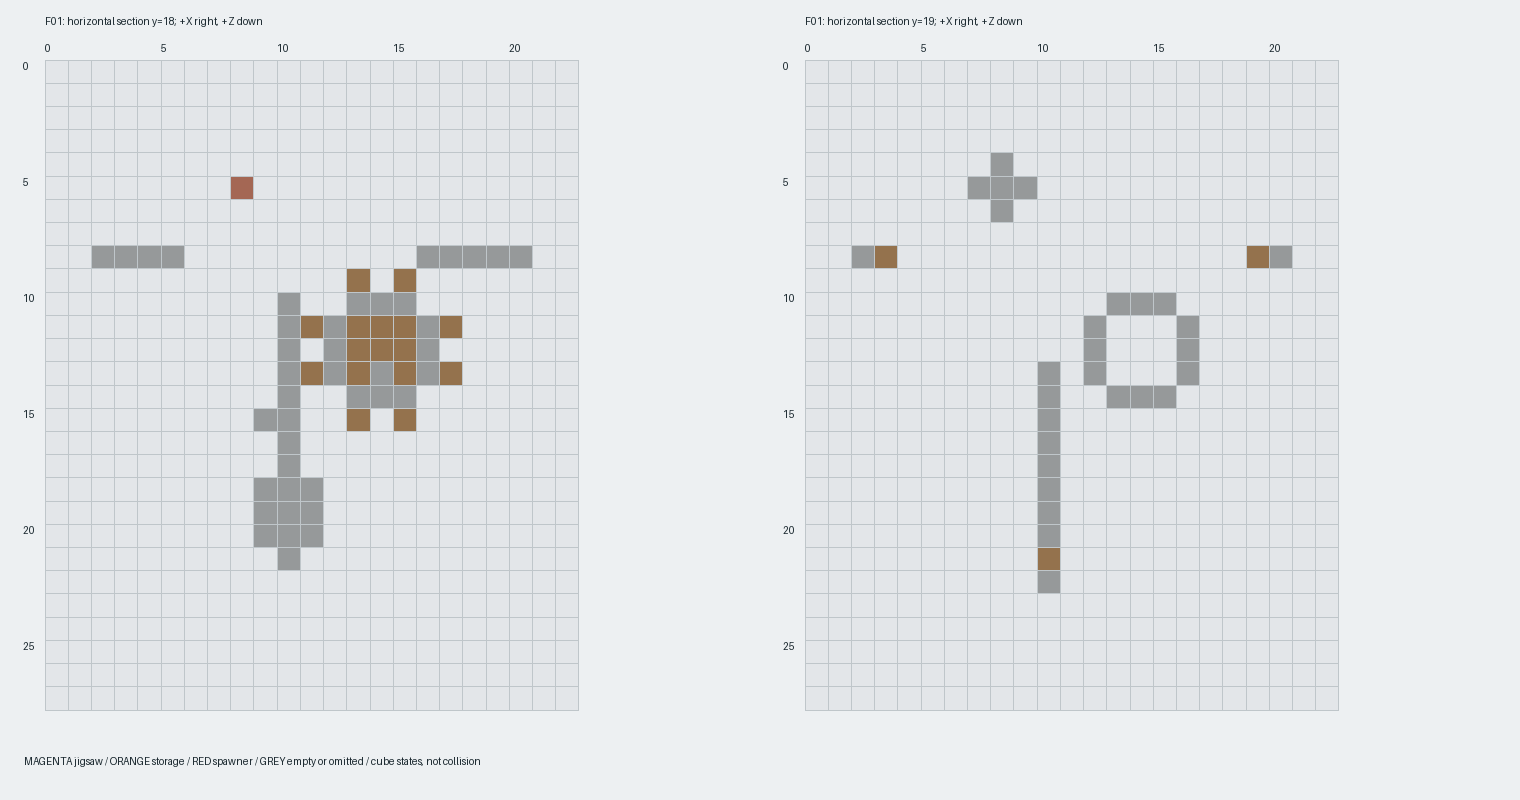 F01: horizontal section y=18; +X right, +Z down
0 5 10 15 20
0
5
10
15
20
25
F01: horizontal section y=19; +X right, +Z down
0 5 10 15 20
0
5
10
15
20
25
MAGENTA jigsaw / ORANGE storage / RED spawner / GREY empty or omitted / cube states, not collision